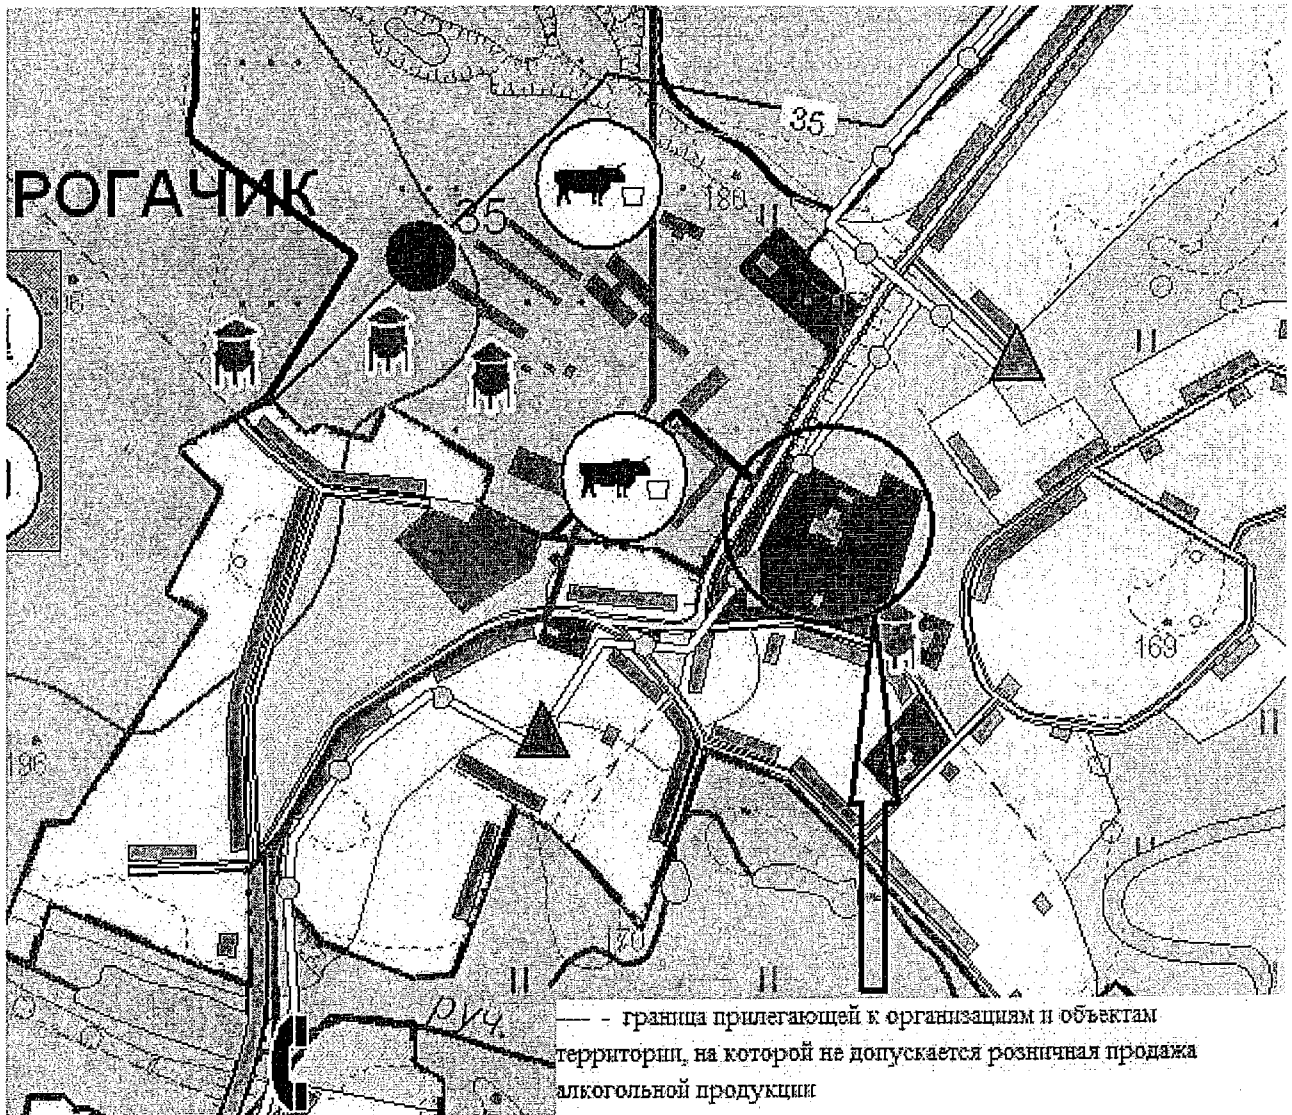 35
РОГАЧИК
35
180
169
196
170
руч.
— - граница прилегающей к организациям и объектам
территории, на которой не допускается розничная продажа
алкогольной продукции